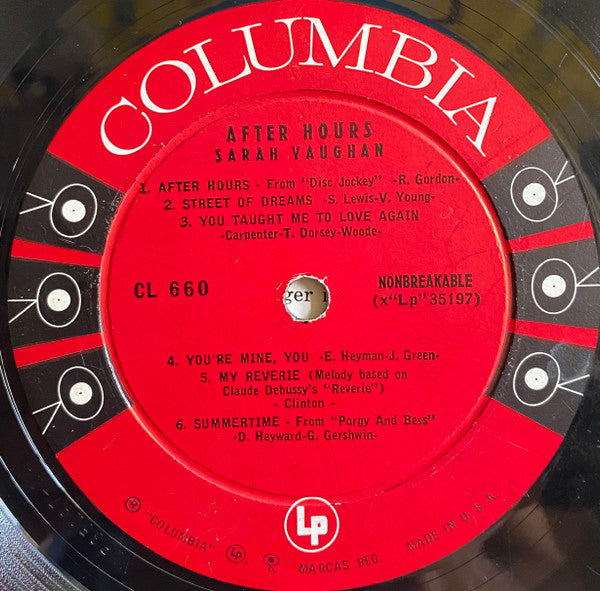 COLUMBIA
AFTER HOURS
SARAH VAUGHAN
1. AFTER HOURS - From "Disc Jockey" -R. Gordon-
2. STREET OF DREAMS -S. Lewis-V. Young-
3. YOU TAUGHT ME TO LOVE AGAIN
-Carpenter-T. Dorsey-Woode-
CL 660
ger
NONBREAKABLE
(x"Lp"35197)
4. YOU'RE MINE, YOU -E. Heyman-J. Green-
5. MY REVERIE (Melody based on
Claude Debussy's "Reverie")
- Clinton -
6. SUMMERTIME - From "Porgy And Bess"
-D. Heyward-G. Gershwin-
Lp
® "COLUMBIA" Lp MARCAS REG. MADE IN U.S.A.